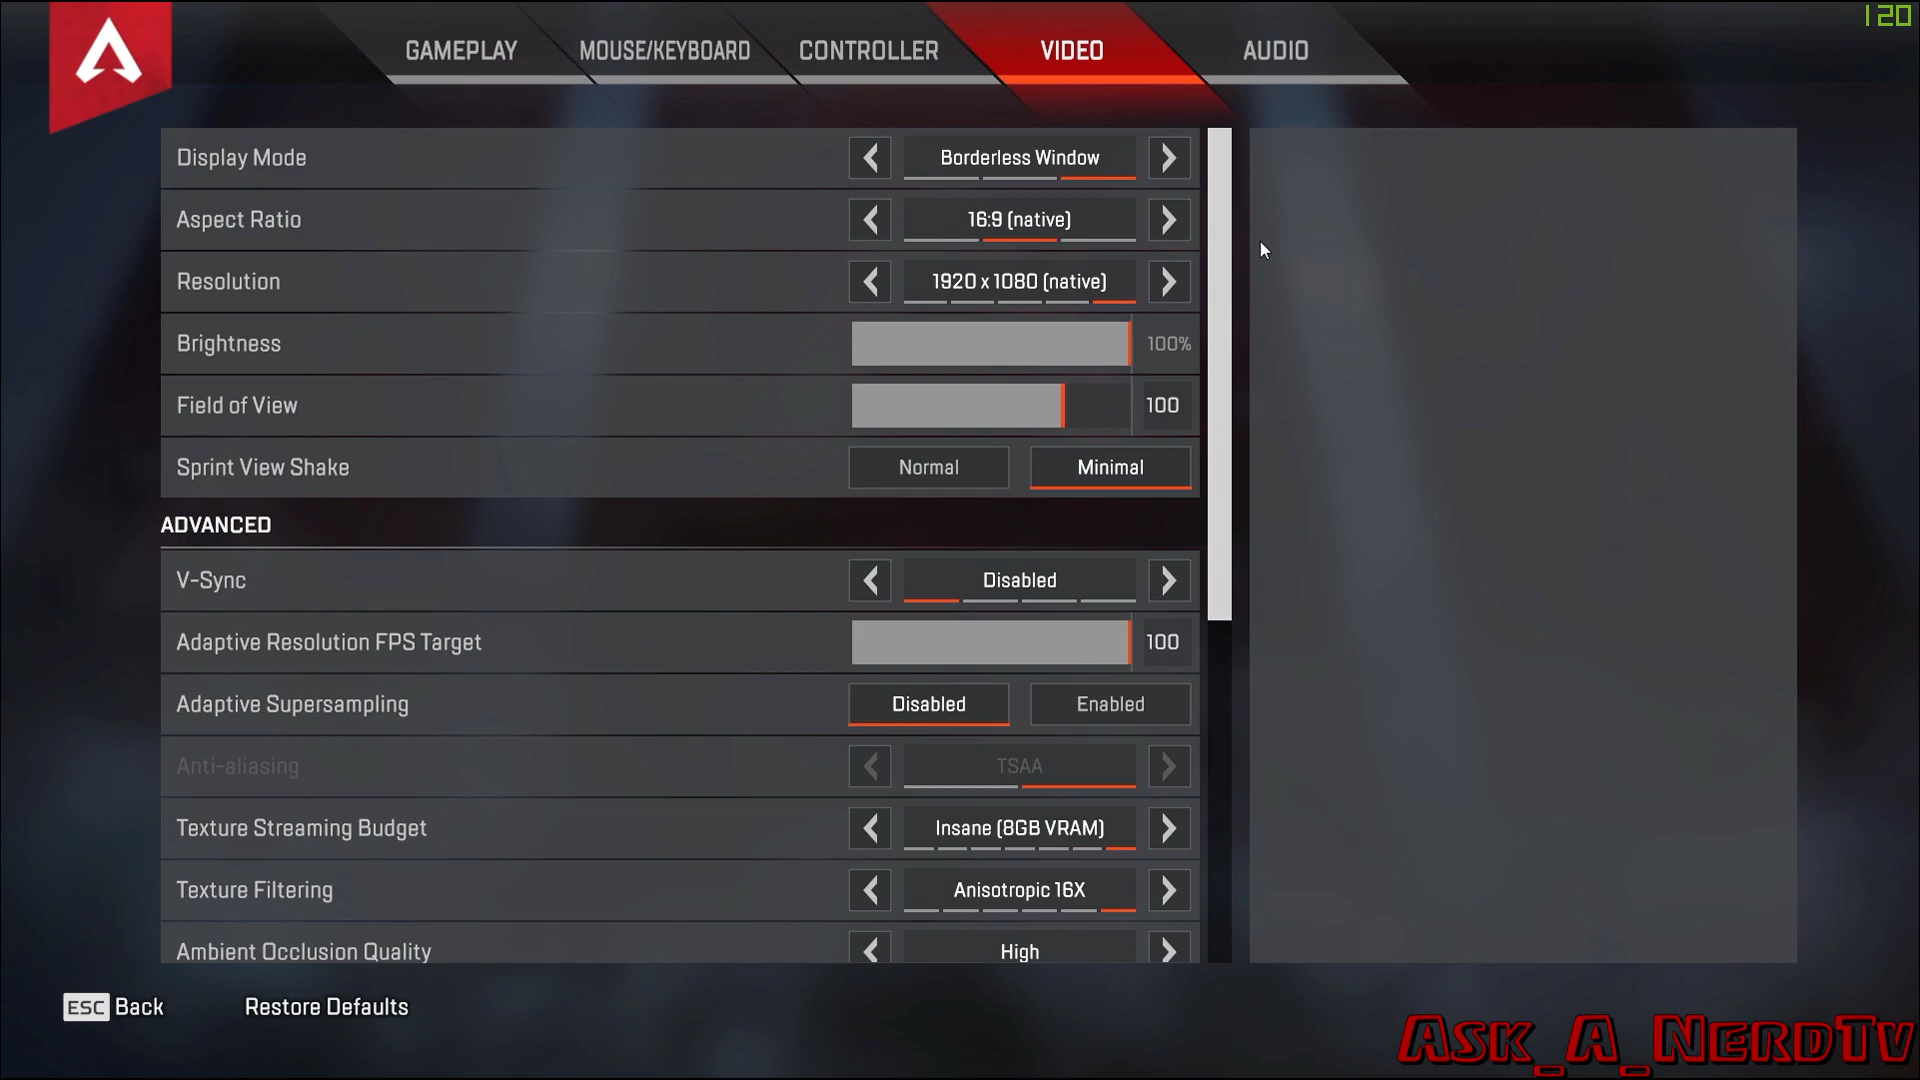 120
GAMEPLAY MOUSE/KEYBOARD CONTROLLER VIDEO AUDIO
Display Mode Borderless Window
Aspect Ratio 16:9 (native)
Resolution 1920 x 1080 (native)
Brightness 100%
Field of View 100
Sprint View Shake Normal Minimal
ADVANCED
V-Sync Disabled
Adaptive Resolution FPS Target 100
Adaptive Supersampling Disabled Enabled
Anti-aliasing TSAA
Texture Streaming Budget Insane (8GB VRAM)
Texture Filtering Anisotropic 16X
Ambient Occlusion Quality High
ESC Back Restore Defaults
Ask_A_NerdTv